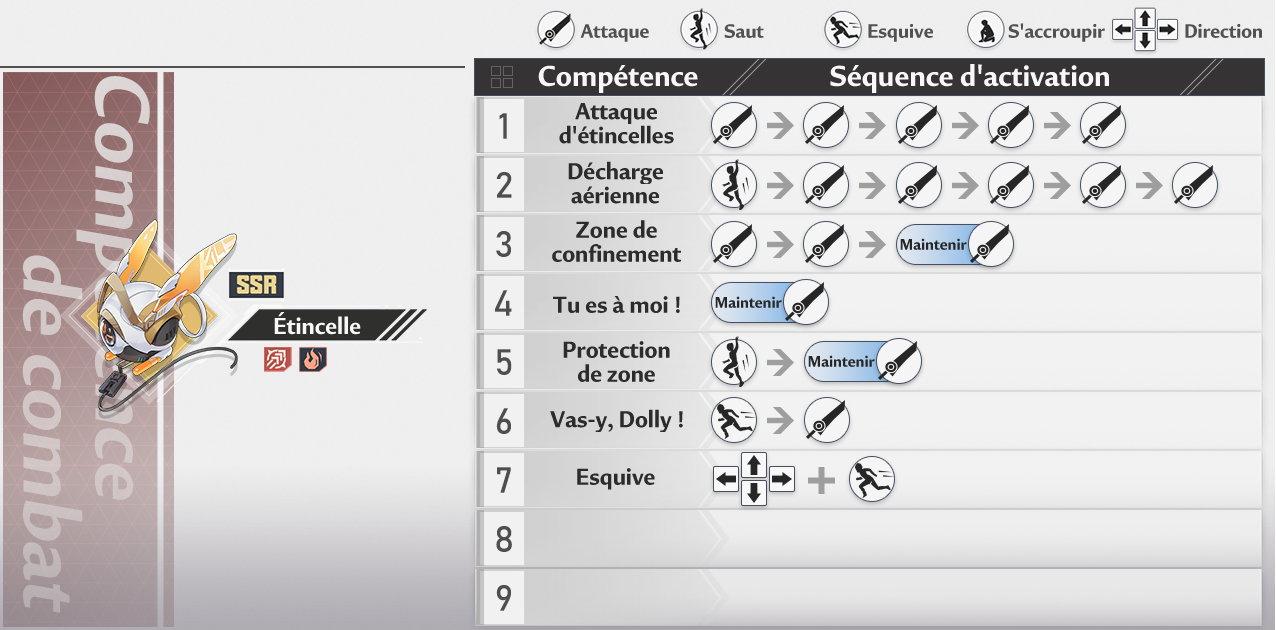 Attaque
Saut
Esquive
S'accroupir
Direction
Compétence
Séquence d'activation
Compétence
de combat
SSR
Étincelle
1
Attaque
d'étincelles
2
Décharge
aérienne
3
Zone de
confinement
Maintenir
4
Tu es à moi !
Maintenir
5
Protection
de zone
Maintenir
6
Vas-y, Dolly !
7
Esquive
8
9